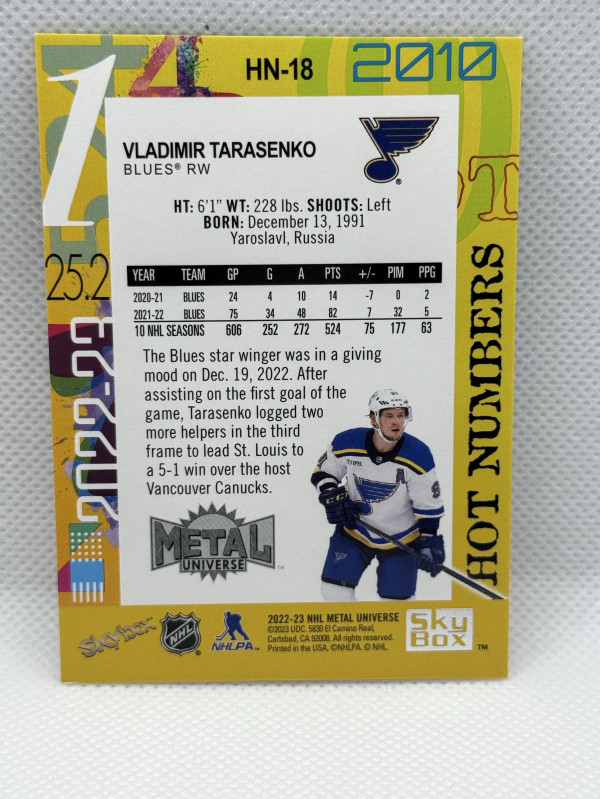 HN-18
2010
1
4
VLADIMIR TARASENKO
BLUES® RW
HT: 6'1" WT: 228 lbs. SHOOTS: Left
BORN: December 13, 1991
Yaroslavl, Russia
25.2
2022-23
HOT NUMBERS
YEAR TEAM GP G A PTS +/- PIM PPG
2020-21 BLUES 24 4 10 14 -7 0 2
2021-22 BLUES 75 34 48 82 7 32 5
10 NHL SEASONS 606 252 272 524 75 177 63
The Blues star winger was in a giving
mood on Dec. 19, 2022. After
assisting on the first goal of the
game, Tarasenko logged two
more helpers in the third
frame to lead St. Louis to
a 5-1 win over the host
Vancouver Canucks.
METAL
UNIVERSE™
skybox
NHL
NHLPA™
2022-23 NHL METAL UNIVERSE
©2023 UDC. 5830 El Camino Real,
Carlsbad, CA 92008. All rights reserved.
Printed in the USA. ©NHLPA. © NHL.
Sky
Box™